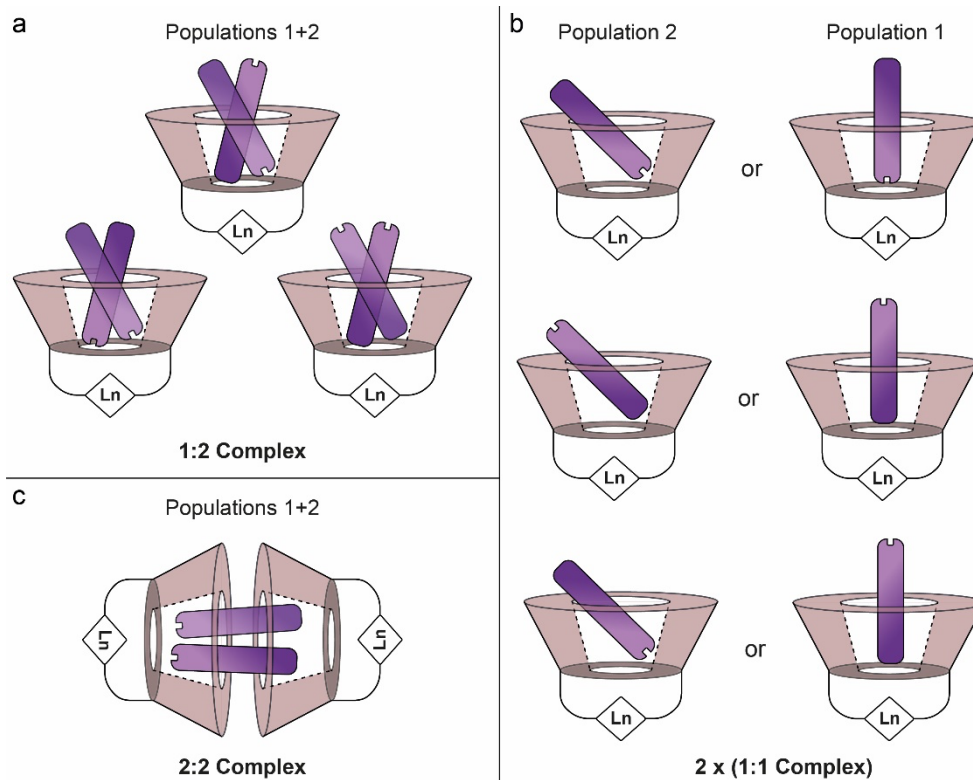 a
Populations 1+2
Ln
Ln
Ln
1:2 Complex
b
Population 2
Population 1
or
Ln
Ln
or
Ln
Ln
or
Ln
Ln
2 x (1:1 Complex)
c
Populations 1+2
Ln
Ln
2:2 Complex